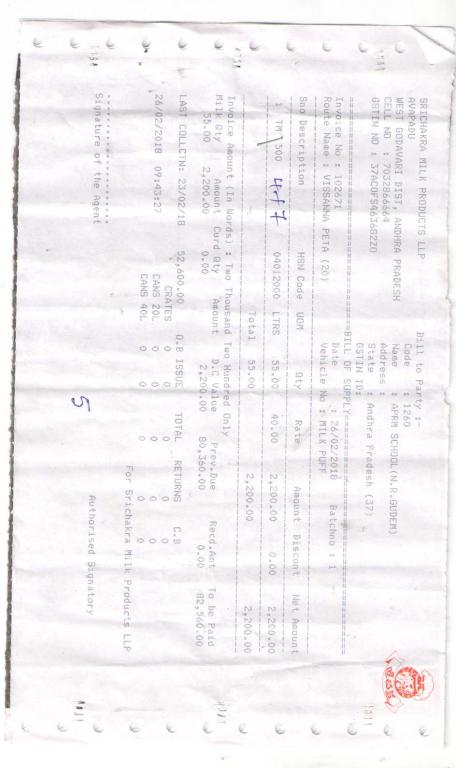 SRICHAKRA MILK PRODUCTS LLP
AVAPADU
WEST GODAVARI DIST, ANDHRA PRADESH
CELL NO : 7032866664
GSTIN NO : 37ACUFS4636G2ZO
Bill to Party :-
Code : 1260
Name : APRM SCHOOL(N.R.GUDEM)
Address :
State : Andhra Pradesh (37)
GSTIN ID:
BILL OF SUPPLY
Invoice No : 102671 Date : 26/02/2018 Batchno : 1
Route Name : VISSANNA PETA (20) Vehicle No : MILK PUFF
Sno Description HSN Code UOM Qty Rate Amount Discont Net Amount
1 TM 500 04012000 LTRS 55.00 40.00 2,200.00 0.00 2,200.00
Total 55.00 2,200.00 2,200.00
Invoice Amount (In Words) : Two Thousand Two Hundred Only
Milk Qty Amount Curd Qty Amount D.C Value Prev.Due Recd.Amt To be Paid
55.00 2,200.00 0.00 2,200.00 80,360.00 0.00 82,560.00
LAST COLLCTN: 23/02/18 52,600.00 O.B ISSUE TOTAL RETURNS C.B
CRATES 0 0 0 0 0
26/02/2018 09:43:27 CANS 20L 0 0 0 0 0
CANS 40L 0 0 0 0 0
For Srichakra Milk Products LLP
5
Signature of the Agent Authorised Signatory